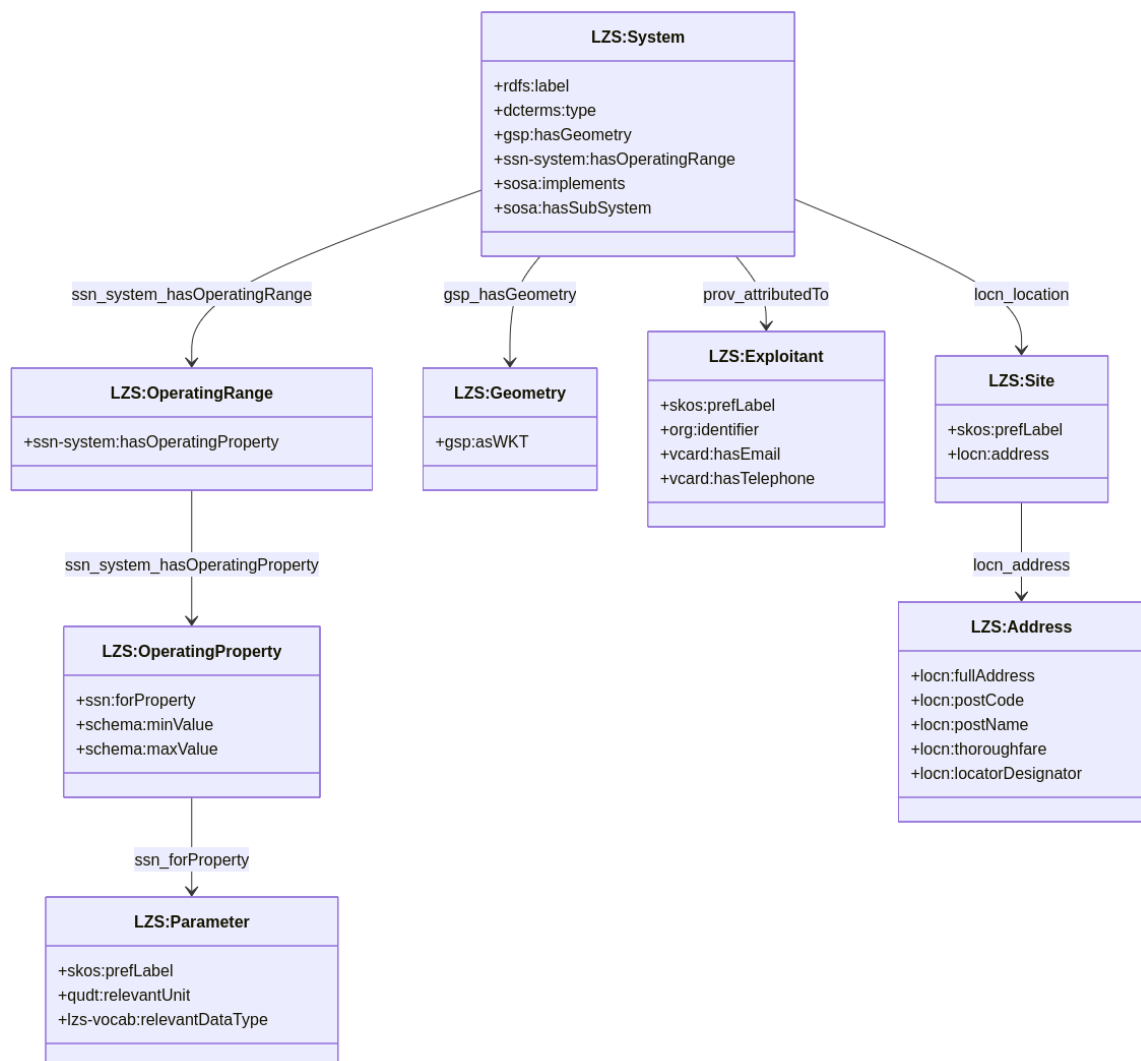 LZS:System
+rdfs:label
+dcterms:type
+gsp:hasGeometry
+ssn-system:hasOperatingRange
+sosa:implements
+sosa:hasSubSystem
ssn_system_hasOperatingRange
gsp_hasGeometry
prov_attributedTo
locn_location
LZS:OperatingRange
+ssn-system:hasOperatingProperty
LZS:Geometry
+gsp:asWKT
LZS:Exploitant
+skos:prefLabel
+org:identifier
+vcard:hasEmail
+vcard:hasTelephone
LZS:Site
+skos:prefLabel
+locn:address
ssn_system_hasOperatingProperty
locn_address
LZS:OperatingProperty
+ssn:forProperty
+schema:minValue
+schema:maxValue
LZS:Address
+locn:fullAddress
+locn:postCode
+locn:postName
+locn:thoroughfare
+locn:locatorDesignator
ssn_forProperty
LZS:Parameter
+skos:prefLabel
+qudt:relevantUnit
+lzs-vocab:relevantDataType